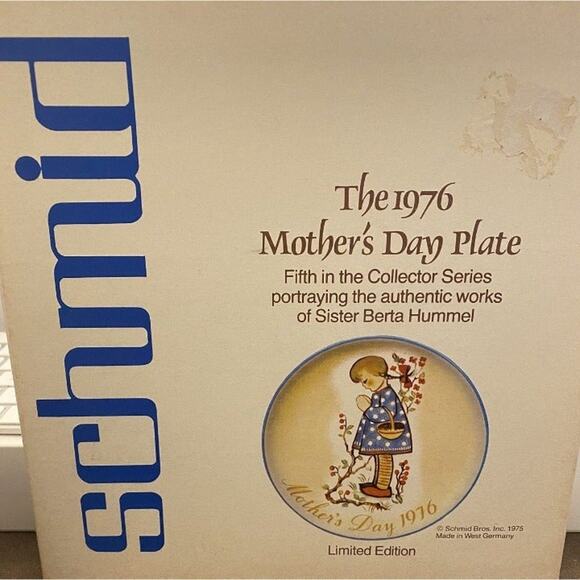 schmid
The 1976
Mother's Day Plate
Fifth in the Collector Series
portraying the authentic works
of Sister Berta Hummel
Mother's Day 1976
© Schmid Bros. Inc. 1975
Made in West Germany
Limited Edition